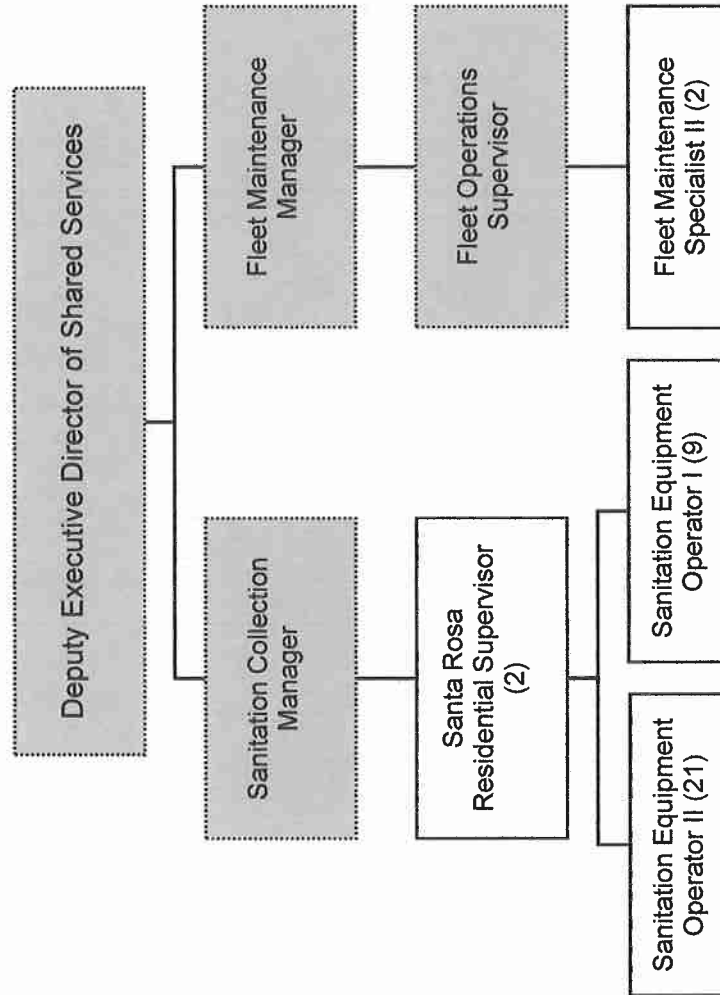 Deputy Executive Director of Shared Services
Sanitation Collection
Manager
Fleet Maintenance
Manager
Santa Rosa
Residential Supervisor
(2)
Fleet Operations
Supervisor
Sanitation Equipment
Operator II (21)
Sanitation Equipment
Operator I (9)
Fleet Maintenance
Specialist II (2)